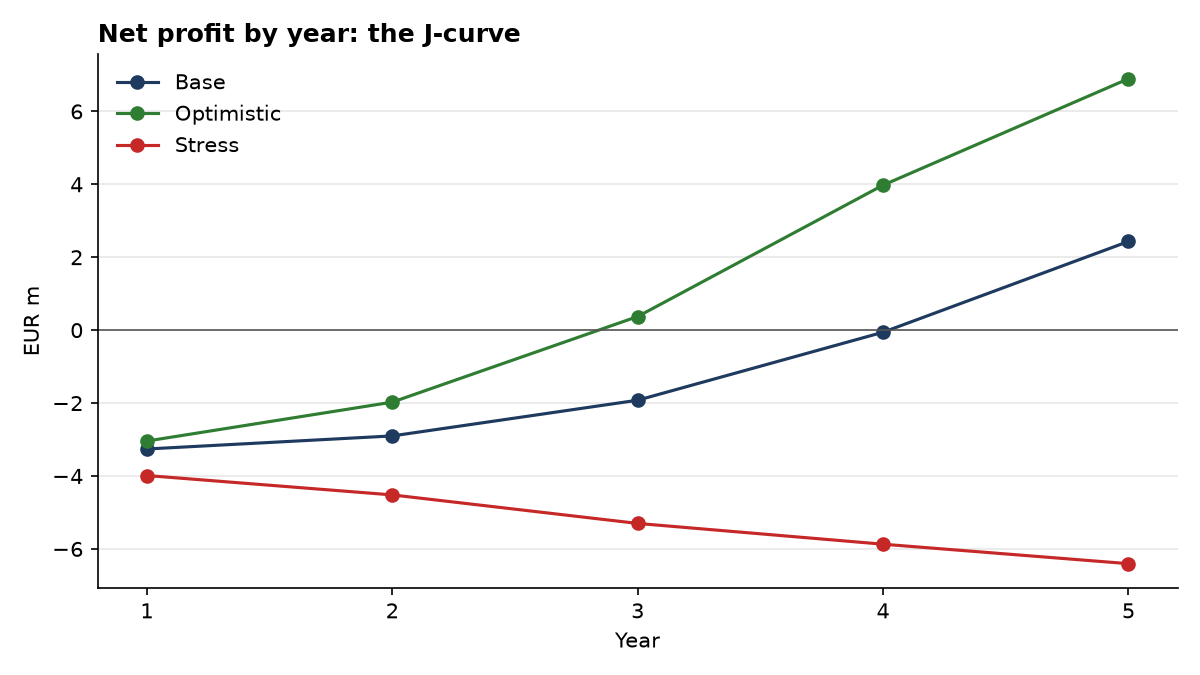 Net profit by year: the J-curve
Base
Optimistic
Stress
6
4
2
0
−2
−4
−6
EUR m
1 2 3 4 5
Year